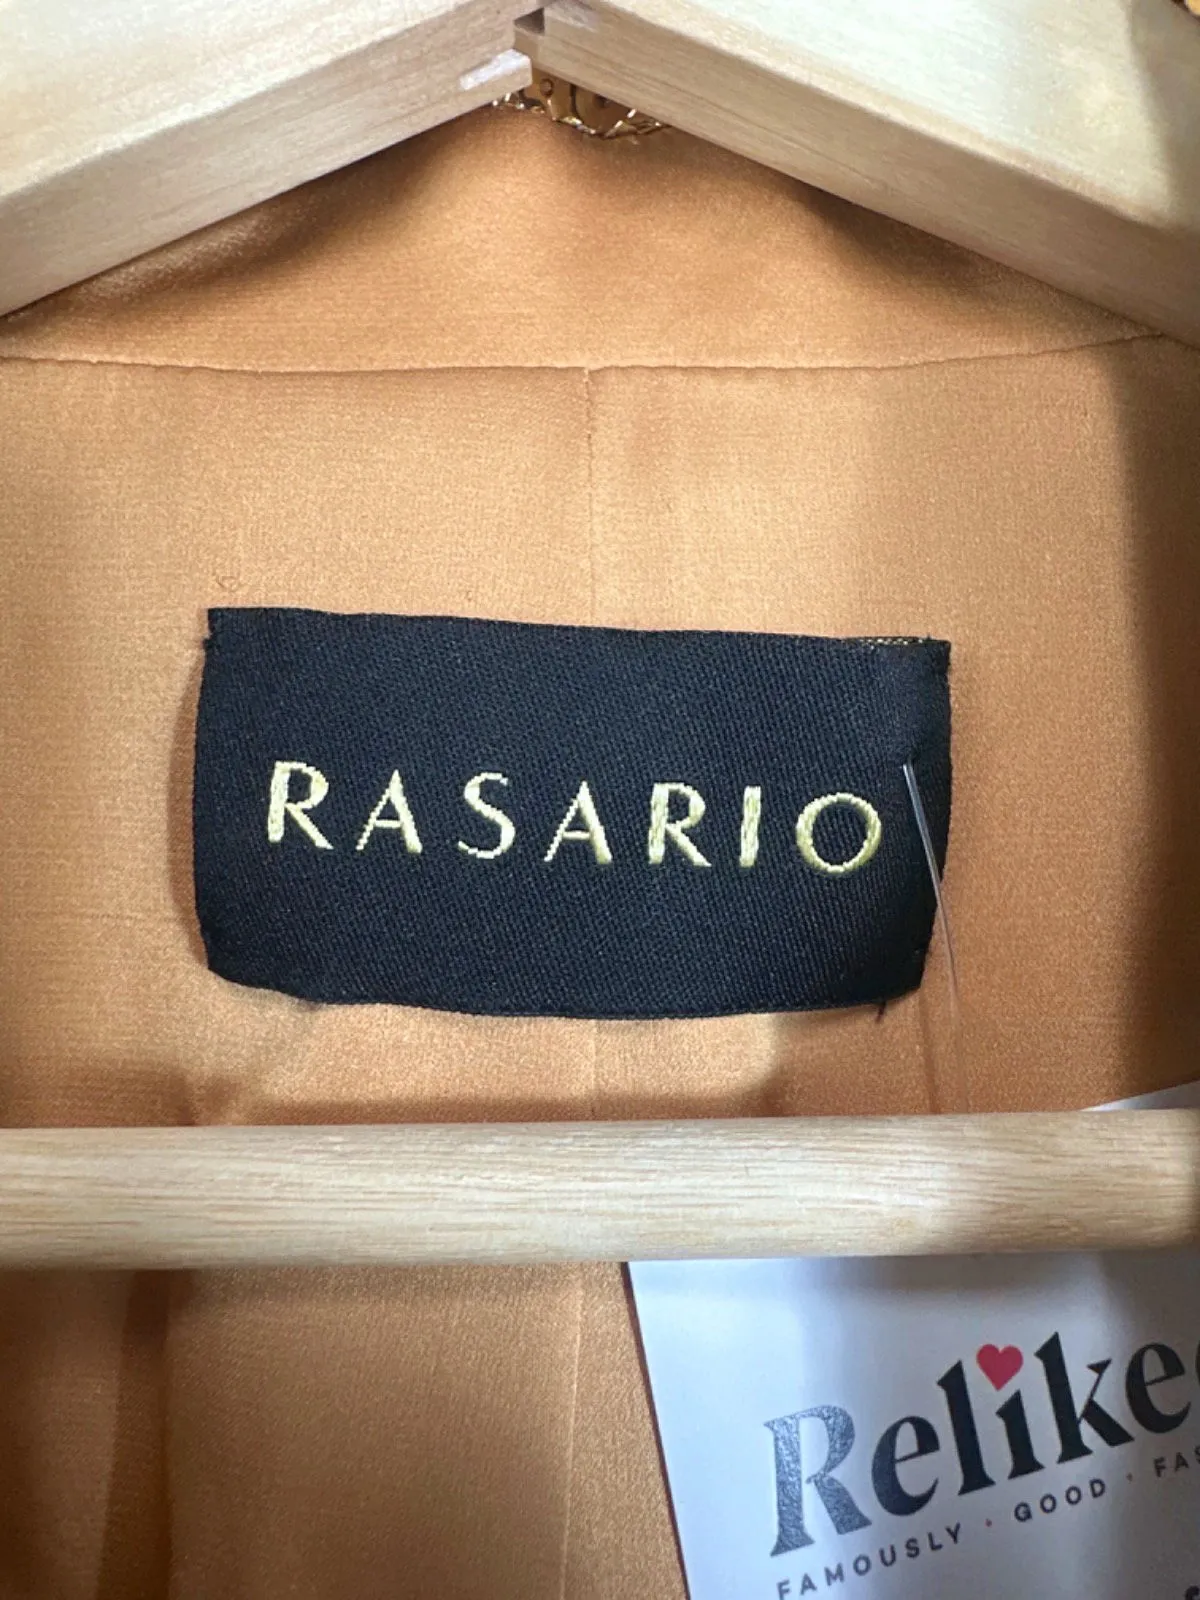 RASARIO
Relike
FAMOUSLY · GOOD ·